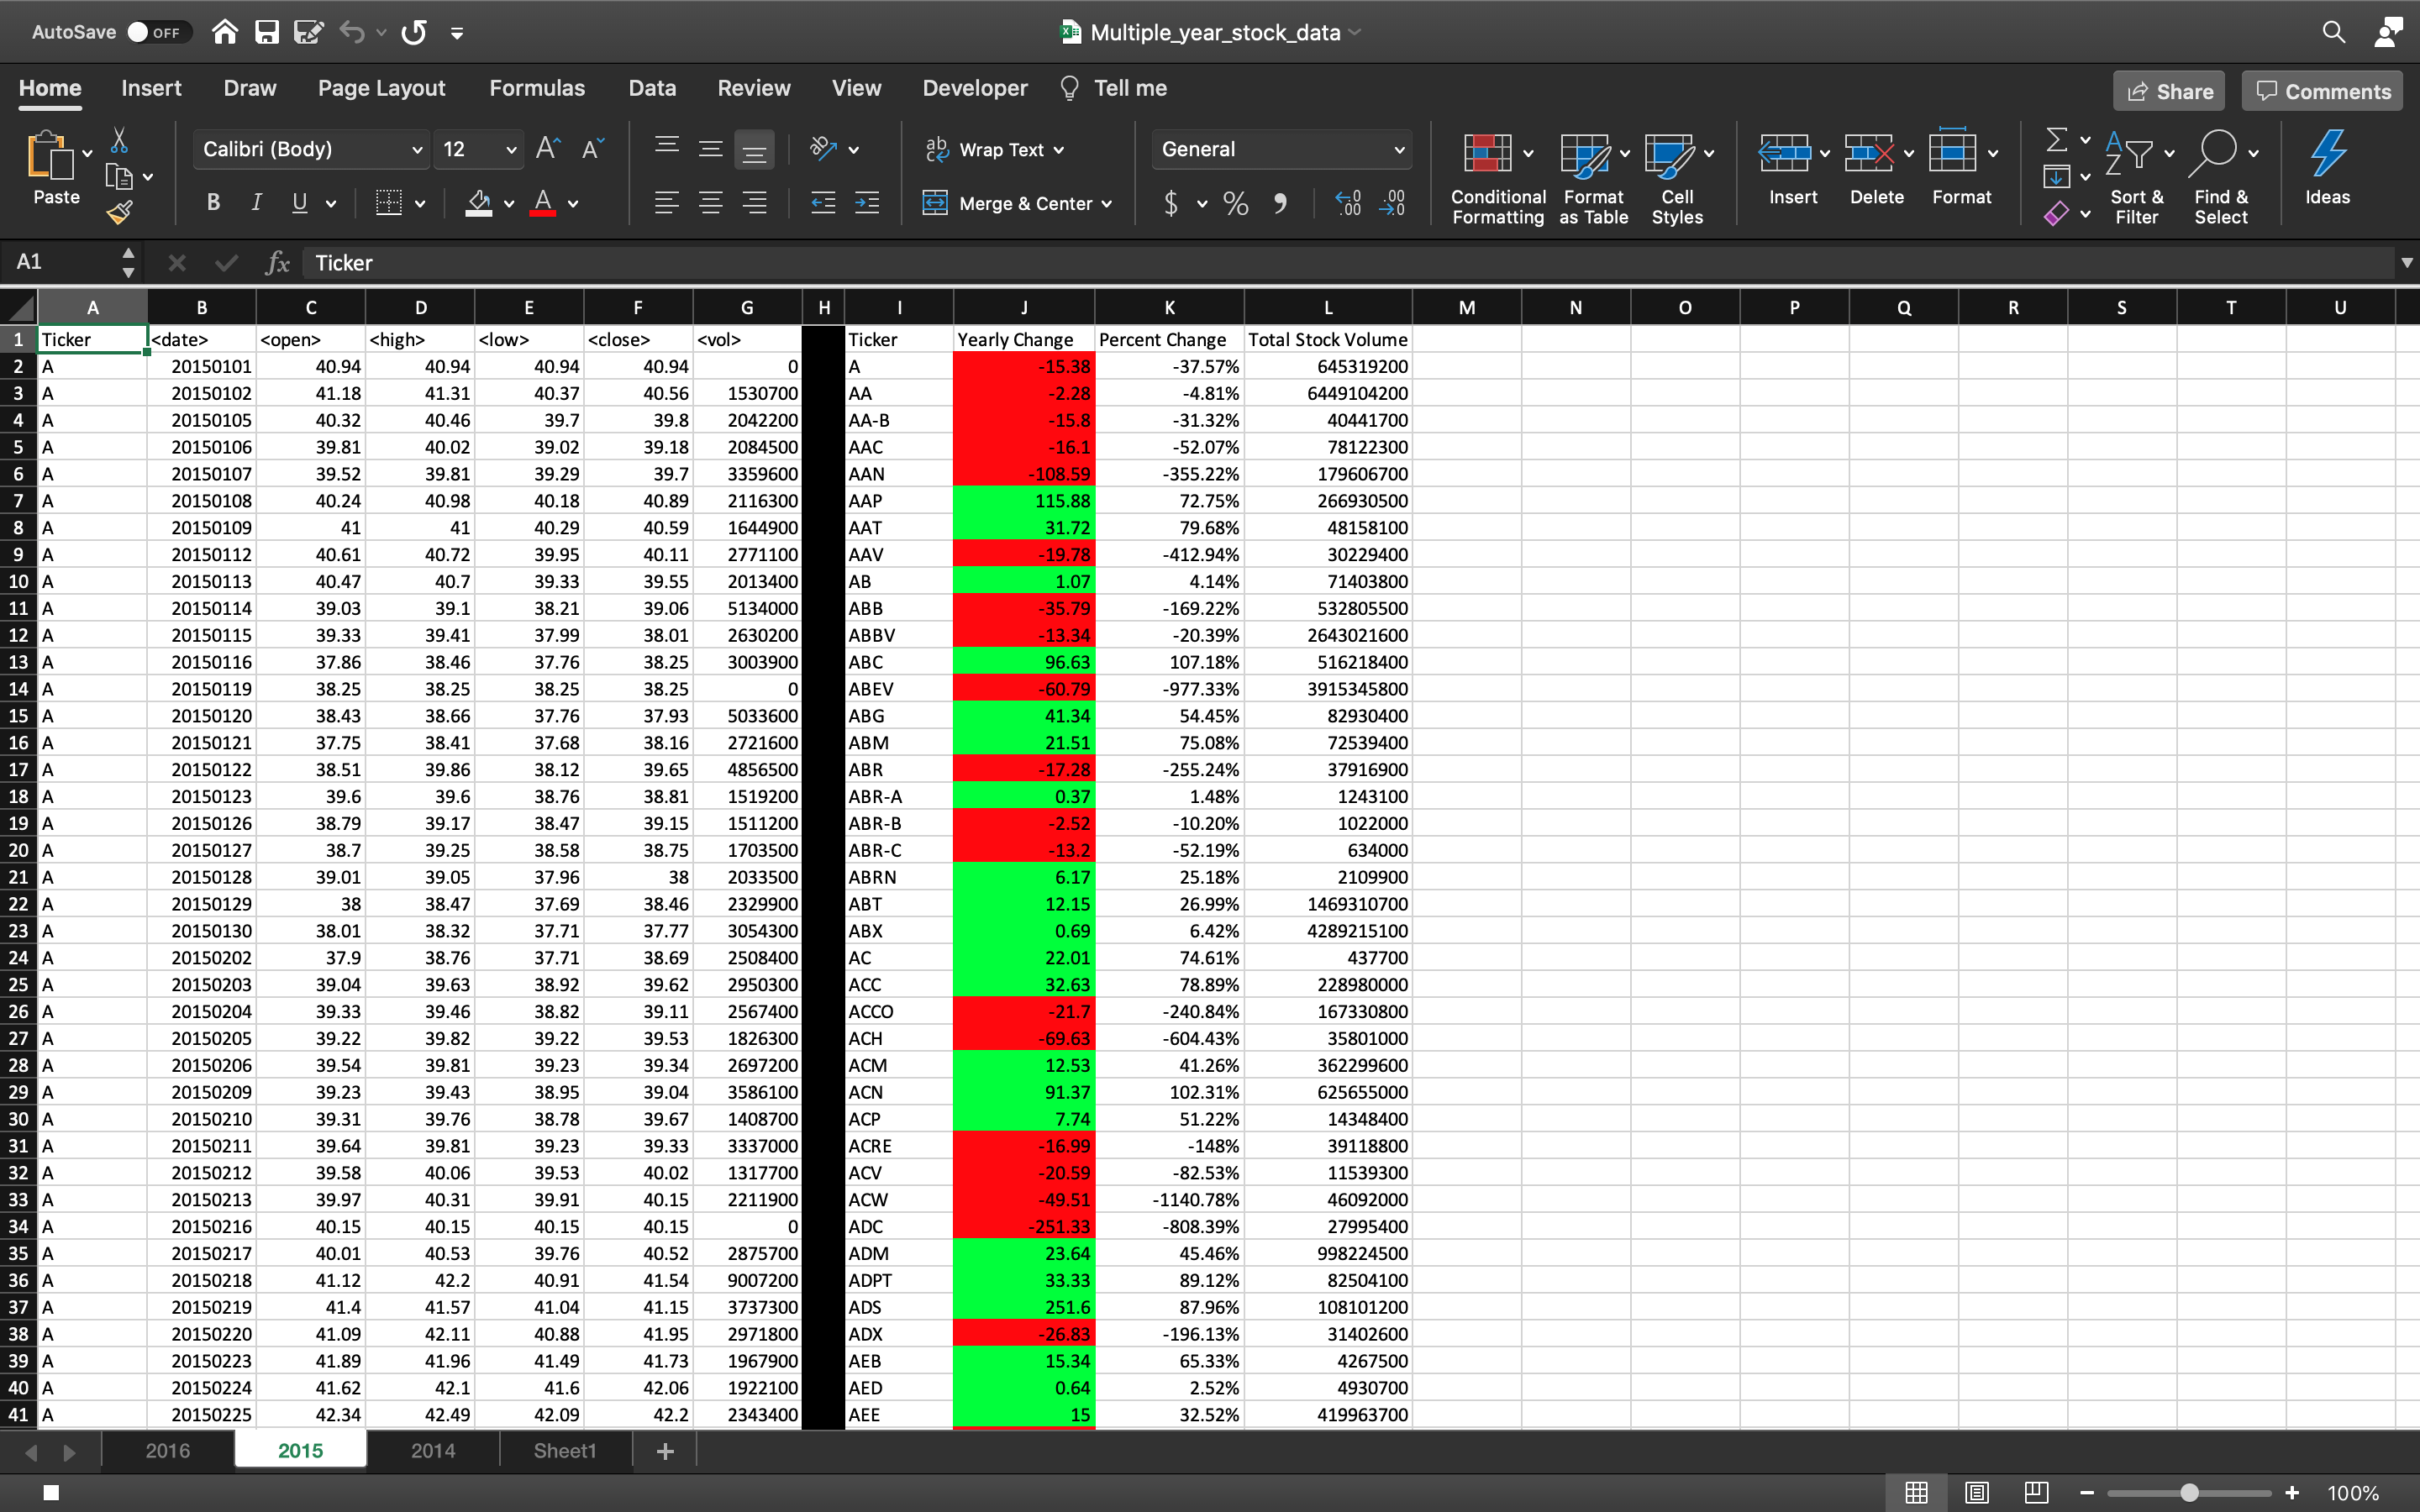 AutoSave OFF Multiple_year_stock_data
Home Insert Draw Page Layout Formulas Data Review View Developer Tell me Share Comments
Calibri (Body) 12 Wrap Text General
Paste B I U Merge & Center $ % Conditional Formatting Format as Table Cell Styles Insert Delete Format Sort & Filter Find & Select Ideas
A1 fx Ticker
A B C D E F G H I J K L M N O P Q R S T U
1 Ticker <date> <open> <high> <low> <close> <vol> Ticker Yearly Change Percent Change Total Stock Volume
2 A 20150101 40.94 40.94 40.94 40.94 0 A -15.38 -37.57% 645319200
3 A 20150102 41.18 41.31 40.37 40.56 1530700 AA -2.28 -4.81% 6449104200
4 A 20150105 40.32 40.46 39.7 39.8 2042200 AA-B -15.8 -31.32% 40441700
5 A 20150106 39.81 40.02 39.02 39.18 2084500 AAC -16.1 -52.07% 78122300
6 A 20150107 39.52 39.81 39.29 39.7 3359600 AAN -108.59 -355.22% 179606700
7 A 20150108 40.24 40.98 40.18 40.89 2116300 AAP 115.88 72.75% 266930500
8 A 20150109 41 41 40.29 40.59 1644900 AAT 31.72 79.68% 48158100
9 A 20150112 40.61 40.72 39.95 40.11 2771100 AAV -19.78 -412.94% 30229400
10 A 20150113 40.47 40.7 39.33 39.55 2013400 AB 1.07 4.14% 71403800
11 A 20150114 39.03 39.1 38.21 39.06 5134000 ABB -35.79 -169.22% 532805500
12 A 20150115 39.33 39.41 37.99 38.01 2630200 ABBV -13.34 -20.39% 2643021600
13 A 20150116 37.86 38.46 37.76 38.25 3003900 ABC 96.63 107.18% 516218400
14 A 20150119 38.25 38.25 38.25 38.25 0 ABEV -60.79 -977.33% 3915345800
15 A 20150120 38.43 38.66 37.76 37.93 5033600 ABG 41.34 54.45% 82930400
16 A 20150121 37.75 38.41 37.68 38.16 2721600 ABM 21.51 75.08% 72539400
17 A 20150122 38.51 39.86 38.12 39.65 4856500 ABR -17.28 -255.24% 37916900
18 A 20150123 39.6 39.6 38.76 38.81 1519200 ABR-A 0.37 1.48% 1243100
19 A 20150126 38.79 39.17 38.47 39.15 1511200 ABR-B -2.52 -10.20% 1022000
20 A 20150127 38.7 39.25 38.58 38.75 1703500 ABR-C -13.2 -52.19% 634000
21 A 20150128 39.01 39.05 37.96 38 2033500 ABRN 6.17 25.18% 2109900
22 A 20150129 38 38.47 37.69 38.46 2329900 ABT 12.15 26.99% 1469310700
23 A 20150130 38.01 38.32 37.71 37.77 3054300 ABX 0.69 6.42% 4289215100
24 A 20150202 37.9 38.76 37.71 38.69 2508400 AC 22.01 74.61% 437700
25 A 20150203 39.04 39.63 38.92 39.62 2950300 ACC 32.63 78.89% 228980000
26 A 20150204 39.33 39.46 38.82 39.11 2567400 ACCO -21.7 -240.84% 167330800
27 A 20150205 39.22 39.82 39.22 39.53 1826300 ACH -69.63 -604.43% 35801000
28 A 20150206 39.54 39.81 39.23 39.34 2697200 ACM 12.53 41.26% 362299600
29 A 20150209 39.23 39.43 38.95 39.04 3586100 ACN 91.37 102.31% 625655000
30 A 20150210 39.31 39.76 38.78 39.67 1408700 ACP 7.74 51.22% 14348400
31 A 20150211 39.64 39.81 39.23 39.33 3337000 ACRE -16.99 -148% 39118800
32 A 20150212 39.58 40.06 39.53 40.02 1317700 ACV -20.59 -82.53% 11539300
33 A 20150213 39.97 40.31 39.91 40.15 2211900 ACW -49.51 -1140.78% 46092000
34 A 20150216 40.15 40.15 40.15 40.15 0 ADC -251.33 -808.39% 27995400
35 A 20150217 40.01 40.53 39.76 40.52 2875700 ADM 23.64 45.46% 998224500
36 A 20150218 41.12 42.2 40.91 41.54 9007200 ADPT 33.33 89.12% 82504100
37 A 20150219 41.4 41.57 41.04 41.15 3737300 ADS 251.6 87.96% 108101200
38 A 20150220 41.09 42.11 40.88 41.95 2971800 ADX -26.83 -196.13% 31402600
39 A 20150223 41.89 41.96 41.49 41.73 1967900 AEB 15.34 65.33% 4267500
40 A 20150224 41.62 42.1 41.6 42.06 1922100 AED 0.64 2.52% 4930700
41 A 20150225 42.34 42.49 42.09 42.2 2343400 AEE 15 32.52% 419963700
2016 2015 2014 Sheet1 +
100%